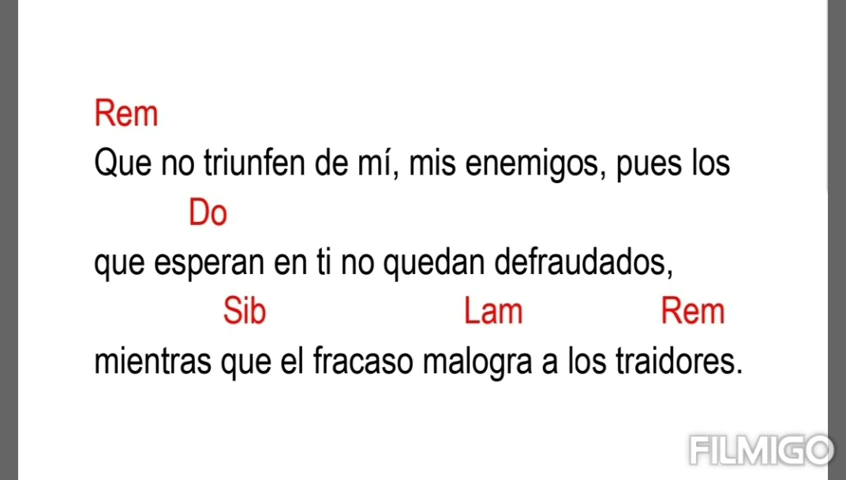 Rem
Que no triunfen de mí, mis enemigos, pues los
Do
que esperan en ti no quedan defraudados,
Sib Lam Rem
mientras que el fracaso malogra a los traidores.
FILMIGO